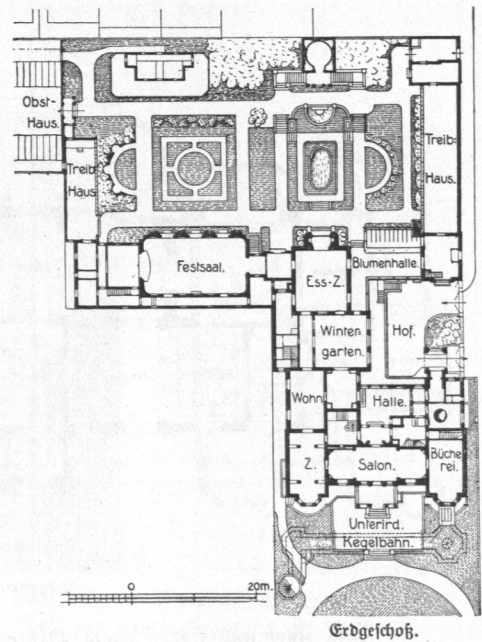 Obst-
Haus.
Treib
Haus
Treib-
Haus.
Festsaal.
Ess-Z.
Blumenhalle.
Winter
garten.
Hof.
Wohn
Z.
Halle.
Salon.
Büche
rei.
Unterird.
Kegelbahn.
0
20m.
Erdgeschoß.